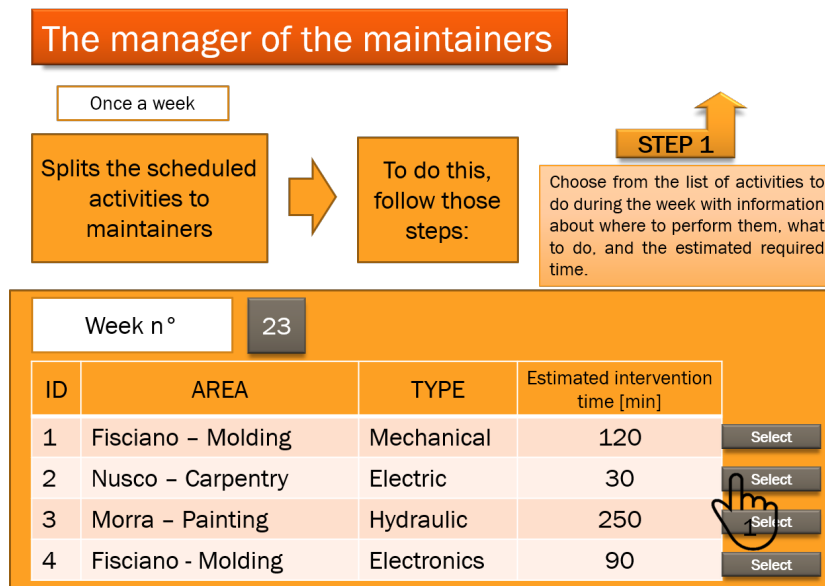 The manager of the maintainers
Once a week
Splits the scheduled
activities to
maintainers
To do this,
follow those
steps:
STEP 1
Choose from the list of activities to
do during the week with information
about where to perform them, what
to do, and the estimated required
time.
Week n° 23
ID AREA TYPE Estimated intervention
time [min]
1 Fisciano – Molding Mechanical 120 Select
2 Nusco – Carpentry Electric 30 Select
3 Morra – Painting Hydraulic 250 Select
1
4 Fisciano - Molding Electronics 90 Select